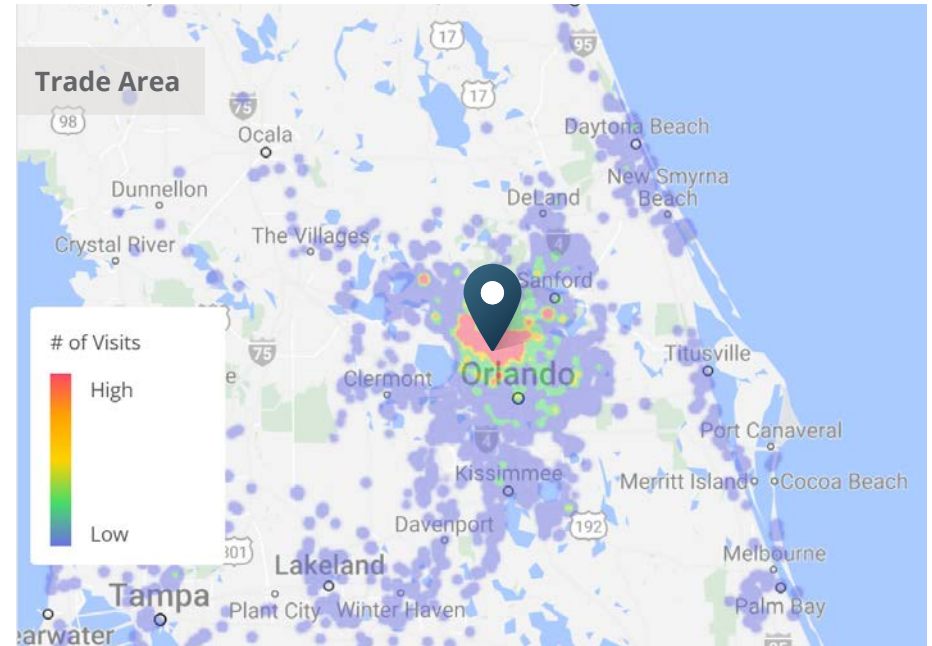 17
95
Trade Area
17
75
98
Ocala
Daytona Beach
Dunnellon
New Smyrna
Beach
DeLand
Crystal River
The Villages
4
Sanford
# of Visits
High
Low
75
e
Clermont
Orlando
Titusville
4
Port Canaveral
Kissimmee
Merritt Island
Cocoa Beach
Davenport
192
301
Lakeland
Melbourne
Tampa
Plant City
Winter Haven
Palm Bay
earwater
95